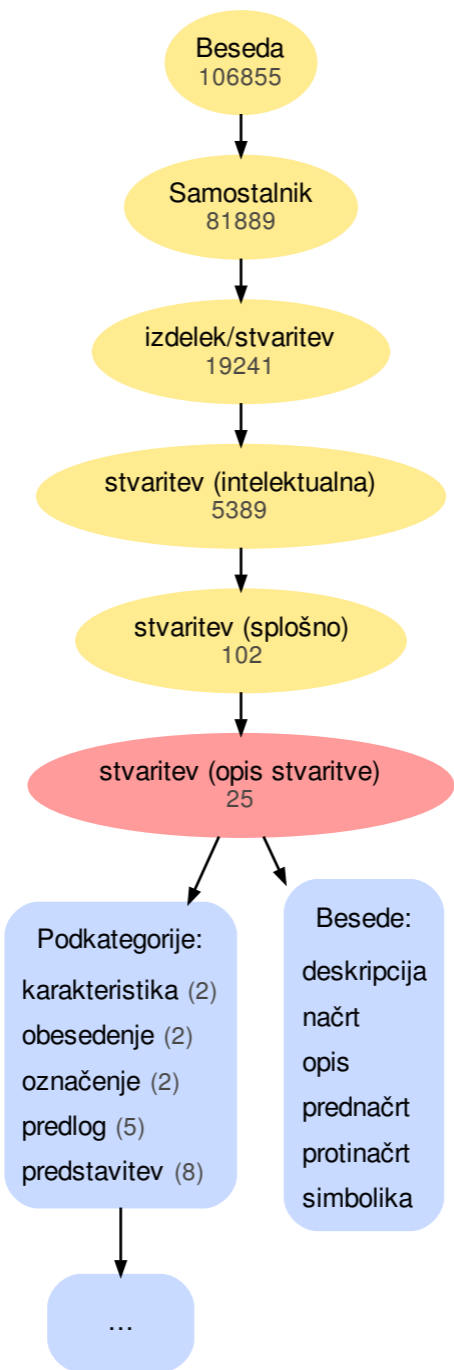 Beseda
106855
Samostalnik
81889
izdelek/stvaritev
19241
stvaritev (intelektualna)
5389
stvaritev (splošno)
102
stvaritev (opis stvaritve)
25
Podkategorije:
karakteristika (2)
obesedenje (2)
označenje (2)
predlog (5)
predstavitev (8)
...
Besede:
deskripcija
načrt
opis
prednačrt
protinačrt
simbolika